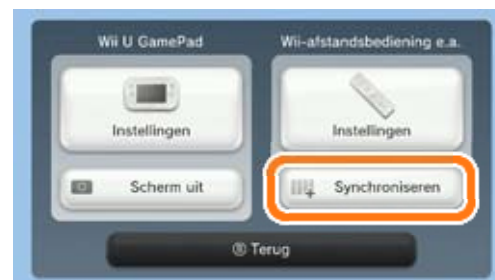 Wii U GamePad
Wii-afstandsbediening e.a.
Instellingen
Instellingen
Scherm uit
Synchroniseren
Ⓑ Terug